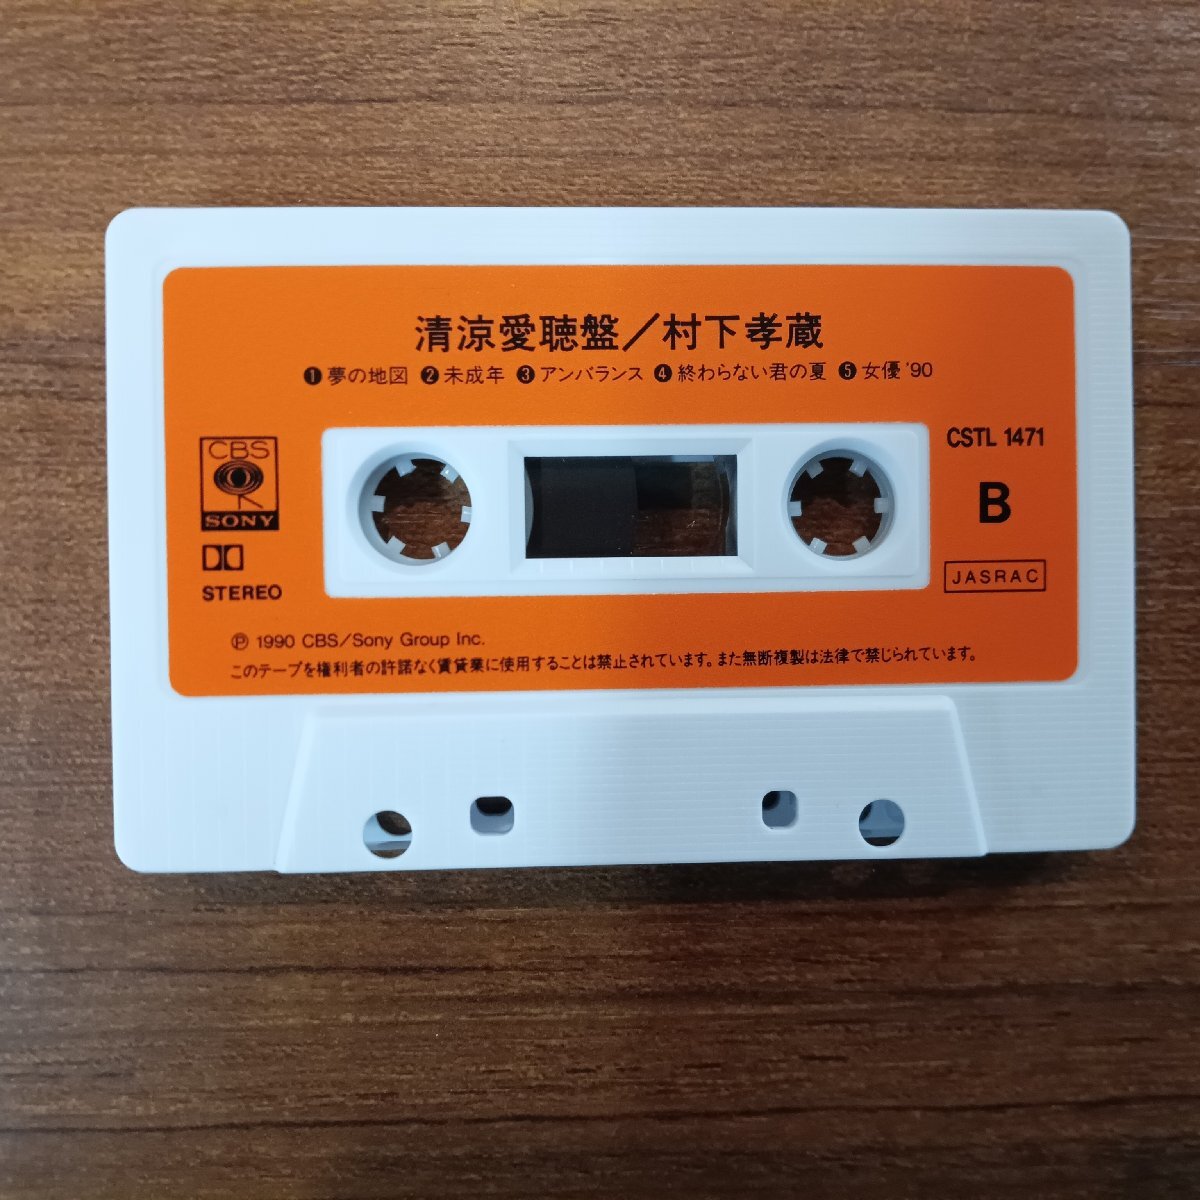 清涼愛聴盤／村下孝蔵
❶夢の地図 ❷未成年 ❸アンバランス ❹終わらない君の夏 ❺女優'90
CSTL 1471
CBS
SONY
B
STEREO
JASRAC
Ⓟ 1990 CBS/Sony Group Inc.
このテープを権利者の許諾なく賃貸業に使用することは禁止されています。また無断複製は法律で禁じられています。